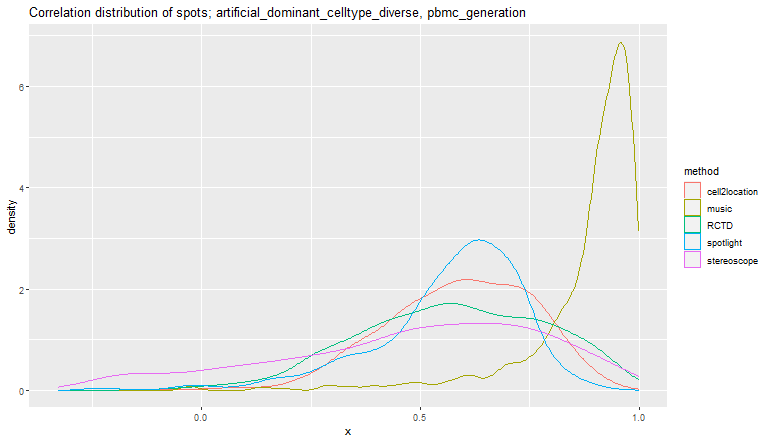 Correlation distribution of spots; artificial_dominant_celltype_diverse, pbmc_generation
6
4
2
0
density
0.0
0.5
1.0
x
method
cell2location
music
RCTD
spotlight
stereoscope